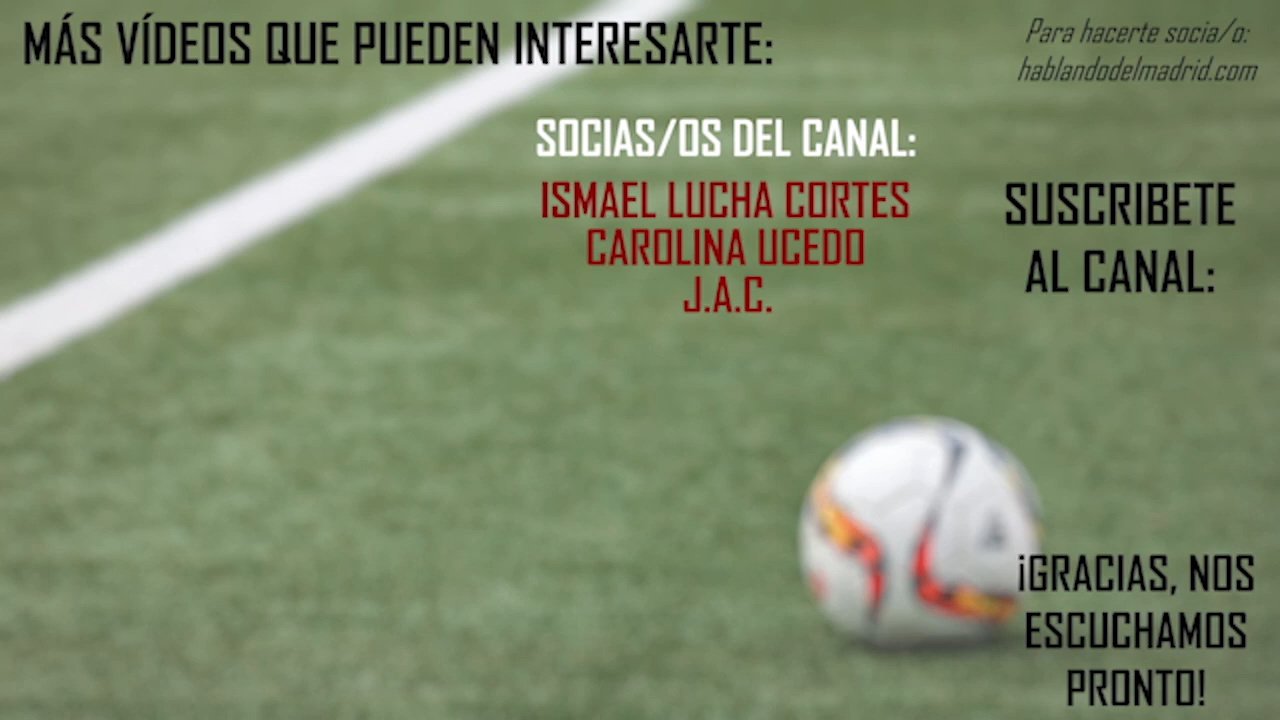 MÁS VÍDEOS QUE PUEDEN INTERESARTE:
Para hacerte socia/o:
hablandodelmadrid.com
SOCIAS/OS DEL CANAL:
ISMAEL LUCHA CORTES
CAROLINA UCEDO
J.A.C.
SUSCRIBETE
AL CANAL:
¡GRACIAS, NOS
ESCUCHAMOS
PRONTO!